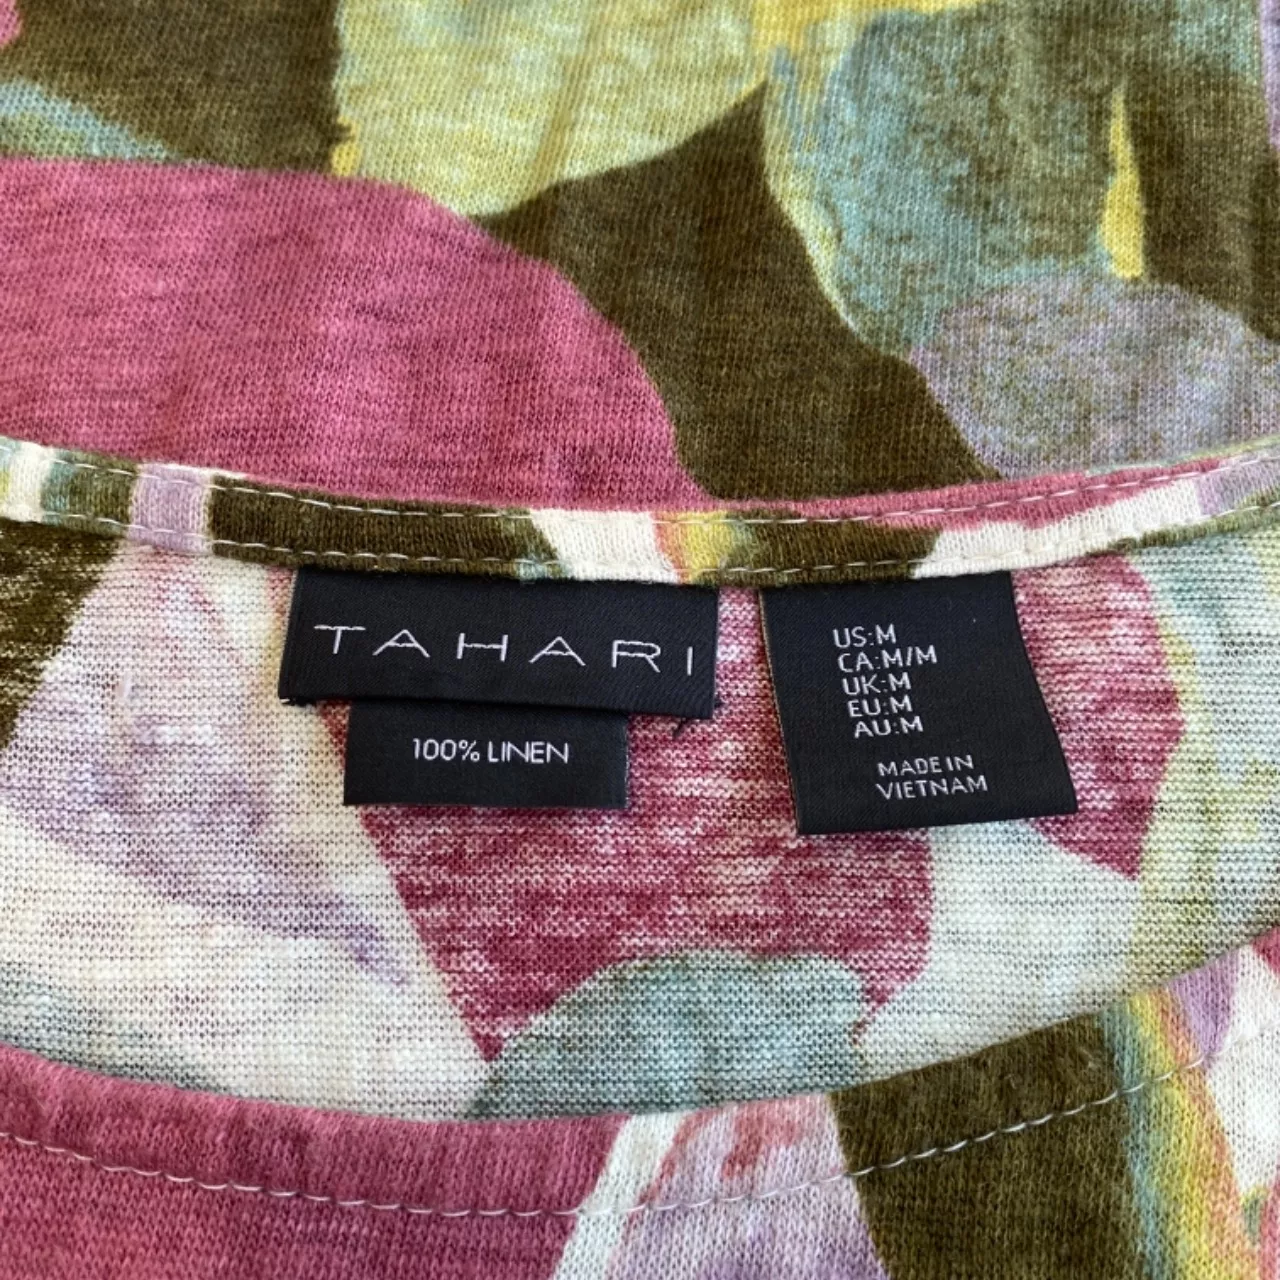 TAHARI
100% LINEN
US:M
CA:M/M
UK:M
EU:M
AU:M
MADE IN
VIETNAM